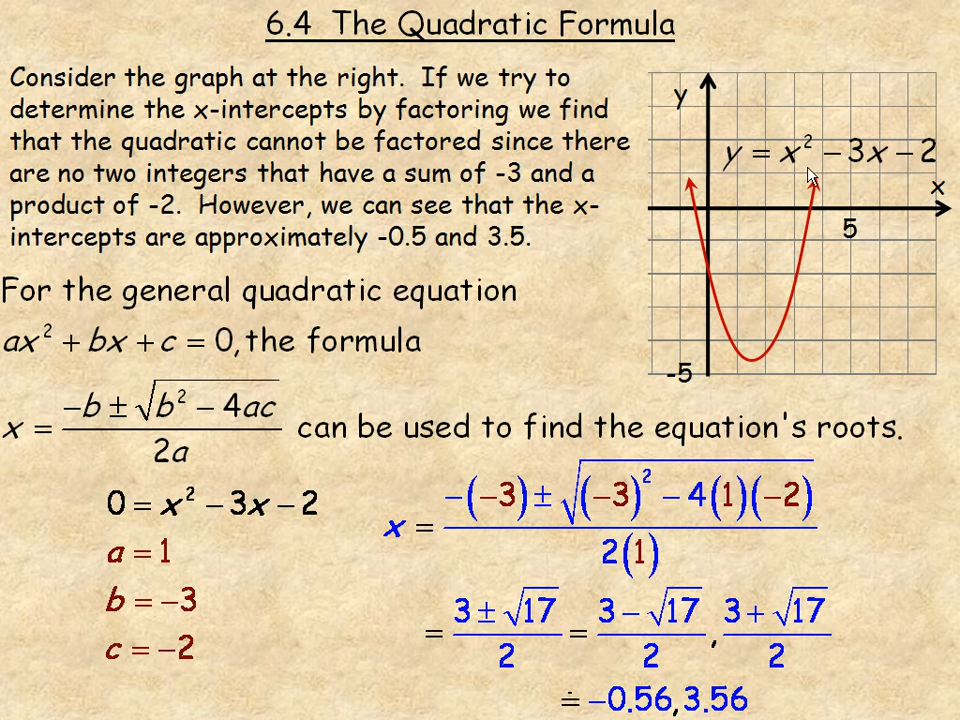 6.4 The Quadratic Formula
Consider the graph at the right. If we try to
determine the x-intercepts by factoring we find
that the quadratic cannot be factored since there
are no two integers that have a sum of -3 and a
product of -2. However, we can see that the x-
intercepts are approximately -0.5 and 3.5.
y
y = x² − 3x − 2
x
5
-5
For the general quadratic equation
ax² + bx + c = 0, the formula
x = (−b ± √(b² − 4ac)) / 2a can be used to find the equation's roots.
0 = x² − 3x − 2
a = 1
b = −3
c = −2
x = (−(−3) ± √((−3)² − 4(1)(−2))) / 2(1)
= (3 ± √17) / 2 = (3 − √17) / 2 , (3 + √17) / 2
≐ −0.56, 3.56